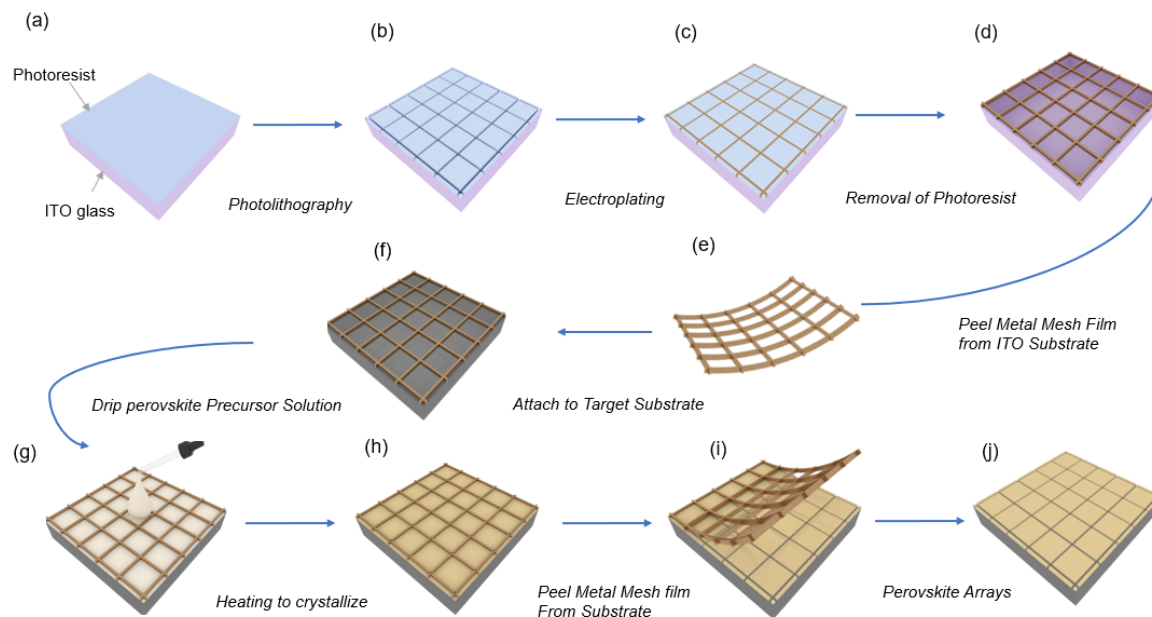 (a)
(b)
(c)
(d)
Photoresist
ITO glass
Photolithography
Electroplating
Removal of Photoresist
(f)
(e)
Peel Metal Mesh Film
from ITO Substrate
Drip perovskite Precursor Solution
Attach to Target Substrate
(g)
(h)
(i)
(j)
Heating to crystallize
Peel Metal Mesh film
From Substrate
Perovskite Arrays